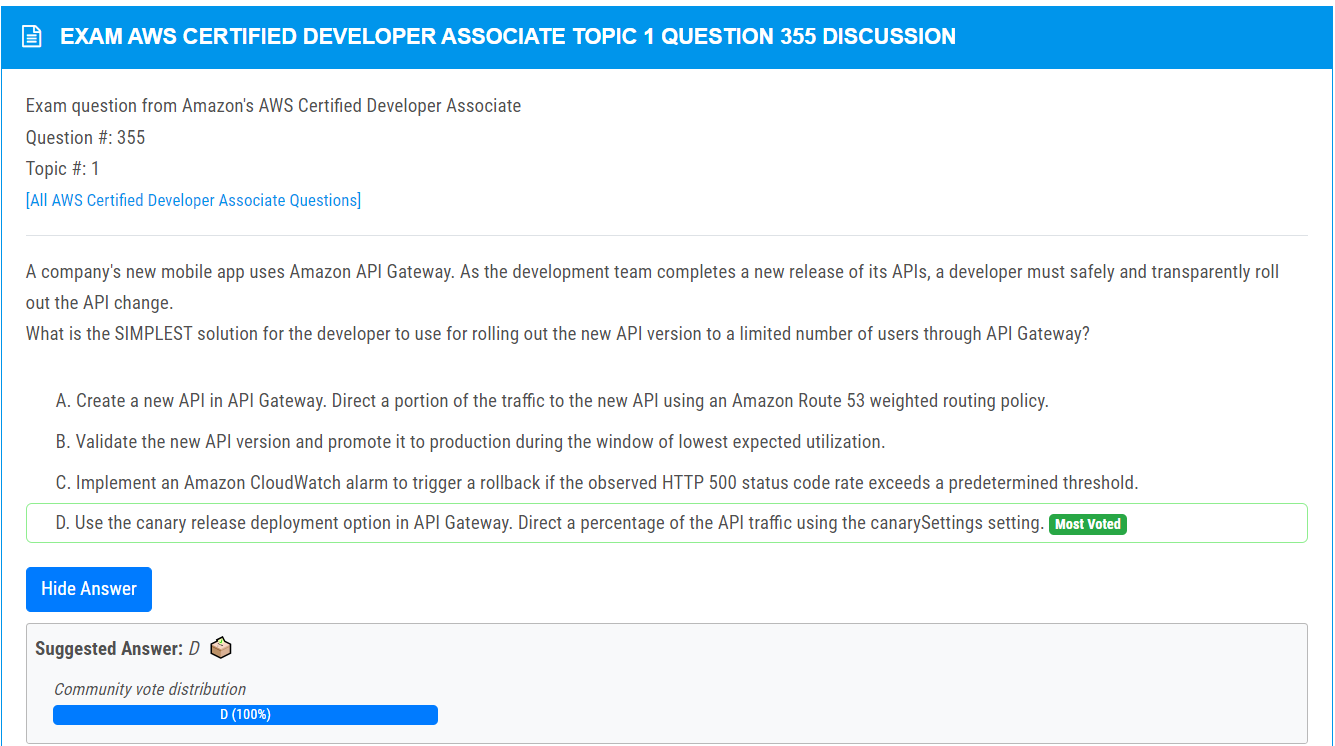 EXAM AWS CERTIFIED DEVELOPER ASSOCIATE TOPIC 1 QUESTION 355 DISCUSSION
Exam question from Amazon's AWS Certified Developer Associate
Question #: 355
Topic #: 1
[All AWS Certified Developer Associate Questions]
A company's new mobile app uses Amazon API Gateway. As the development team completes a new release of its APIs, a developer must safely and transparently roll
out the API change.
What is the SIMPLEST solution for the developer to use for rolling out the new API version to a limited number of users through API Gateway?
A. Create a new API in API Gateway. Direct a portion of the traffic to the new API using an Amazon Route 53 weighted routing policy.
B. Validate the new API version and promote it to production during the window of lowest expected utilization.
C. Implement an Amazon CloudWatch alarm to trigger a rollback if the observed HTTP 500 status code rate exceeds a predetermined threshold.
D. Use the canary release deployment option in API Gateway. Direct a percentage of the API traffic using the canarySettings setting. Most Voted
Hide Answer
Suggested Answer: D
Community vote distribution
D (100%)